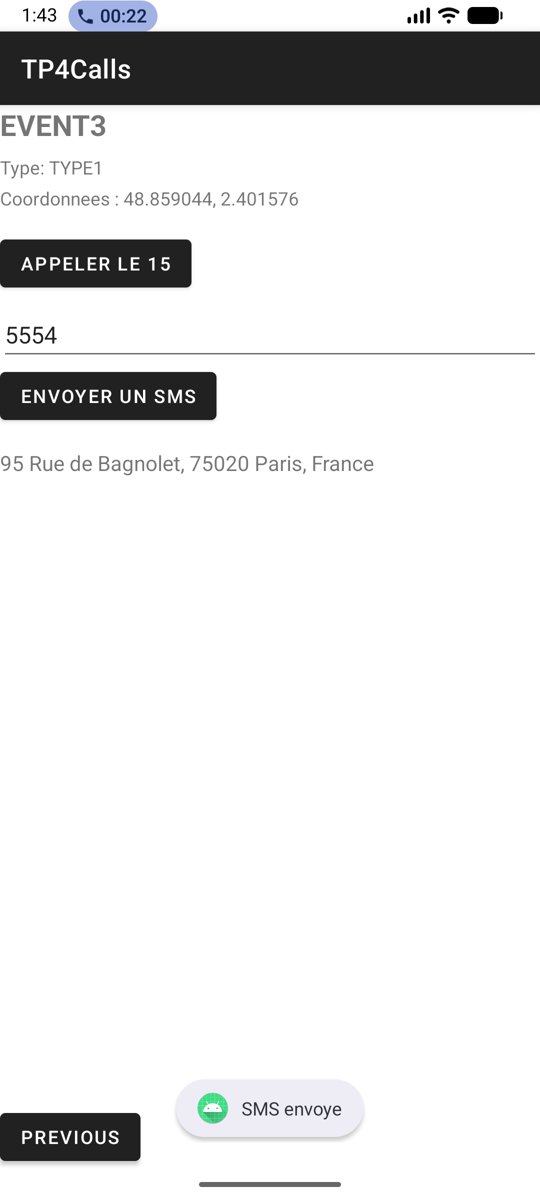 1:43 00:22
TP4Calls
EVENT3
Type: TYPE1
Coordonnees : 48.859044, 2.401576
APPELER LE 15
5554
ENVOYER UN SMS
95 Rue de Bagnolet, 75020 Paris, France
SMS envoye
PREVIOUS